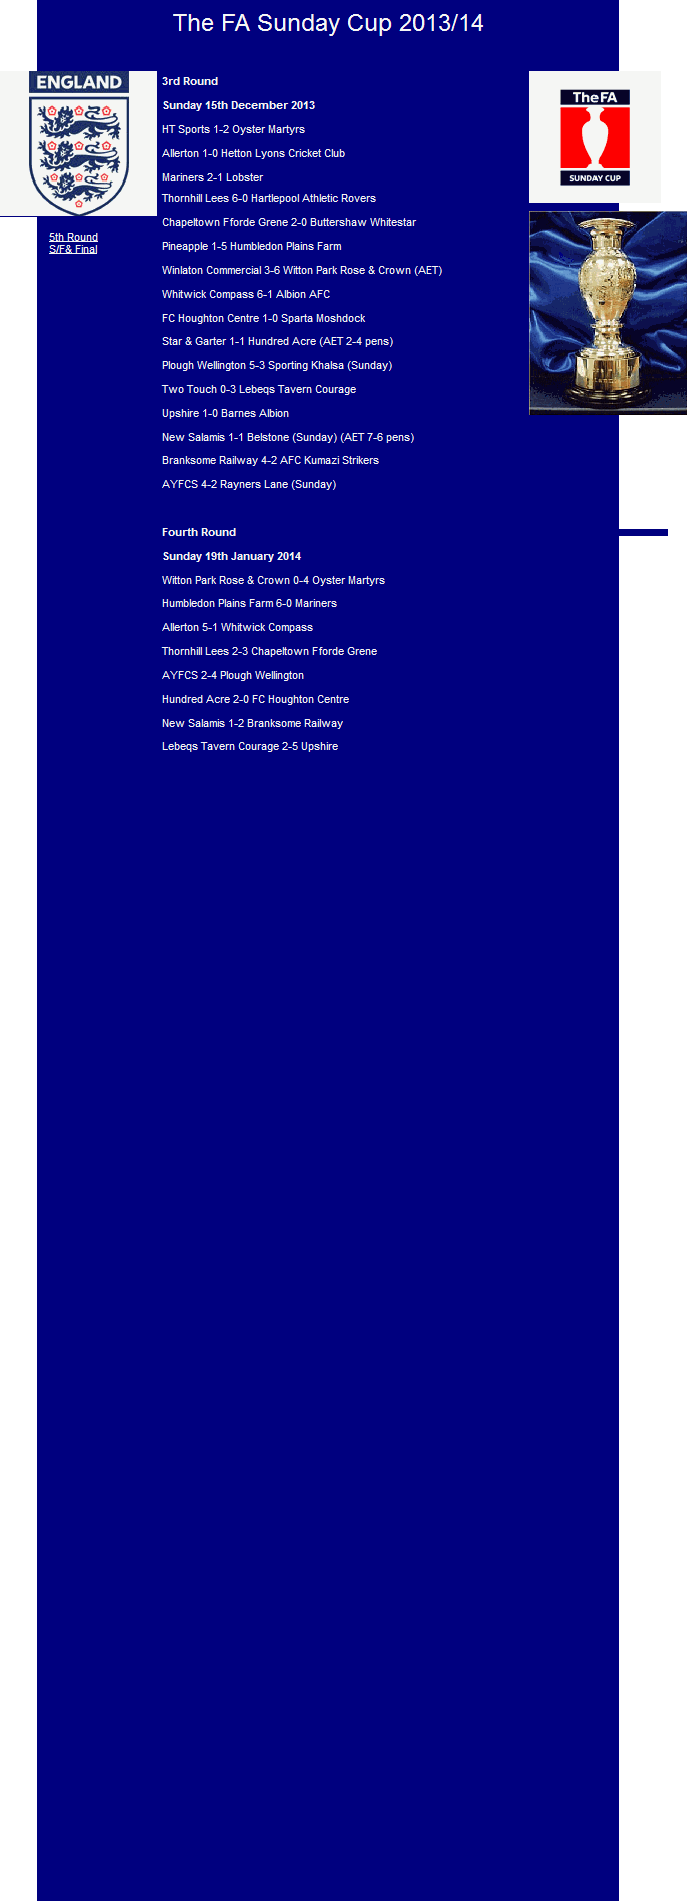 The FA Sunday Cup 2013/14
ENGLAND
3rd Round
Sunday 15th December 2013
HT Sports 1-2 Oyster Martyrs
Allerton 1-0 Hetton Lyons Cricket Club
Mariners 2-1 Lobster
Thornhill Lees 6-0 Hartlepool Athletic Rovers
Chapeltown Fforde Grene 2-0 Buttershaw Whitestar
Pineapple 1-5 Humbledon Plains Farm
Winlaton Commercial 3-6 Witton Park Rose & Crown (AET)
Whitwick Compass 6-1 Albion AFC
FC Houghton Centre 1-0 Sparta Moshdock
Star & Garter 1-1 Hundred Acre (AET 2-4 pens)
Plough Wellington 5-3 Sporting Khalsa (Sunday)
Two Touch 0-3 Lebeqs Tavern Courage
Upshire 1-0 Barnes Albion
New Salamis 1-1 Belstone (Sunday) (AET 7-6 pens)
Branksome Railway 4-2 AFC Kumazi Strikers
AYFCS 4-2 Rayners Lane (Sunday)
Fourth Round
Sunday 19th January 2014
Witton Park Rose & Crown 0-4 Oyster Martyrs
Humbledon Plains Farm 6-0 Mariners
Allerton 5-1 Whitwick Compass
Thornhill Lees 2-3 Chapeltown Fforde Grene
AYFCS 2-4 Plough Wellington
Hundred Acre 2-0 FC Houghton Centre
New Salamis 1-2 Branksome Railway
Lebeqs Tavern Courage 2-5 Upshire
5th Round
S/F& Final
The FA
SUNDAY CUP